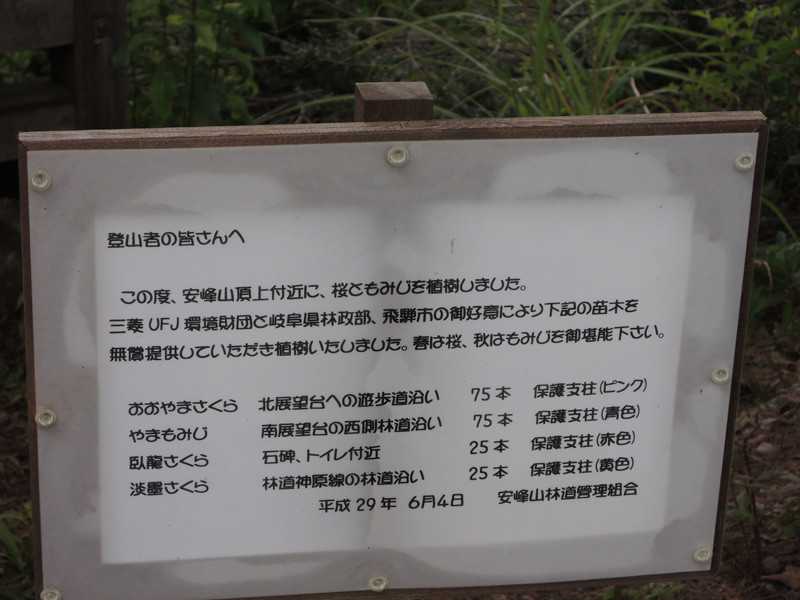 登山者の皆さんへ
この度、安峰山頂上付近に、桜ともみじを植樹しました。
三菱UFJ環境財団と岐阜県林政部、飛騨市の御好意により下記の苗木を
無償提供していただき植樹いたしました。春は桜、秋はもみじを御堪能下さい。
おおやまさくら 北展望台への遊歩道沿い 75本 保護支柱(ピンク)
やまもみじ 南展望台の西側林道沿い 75本 保護支柱(青色)
臥龍さくら 石碑、トイレ付近 25本 保護支柱(赤色)
淡墨さくら 林道神原線の林道沿い 25本 保護支柱(黄色)
平成29年 6月4日 安峰山林道管理組合